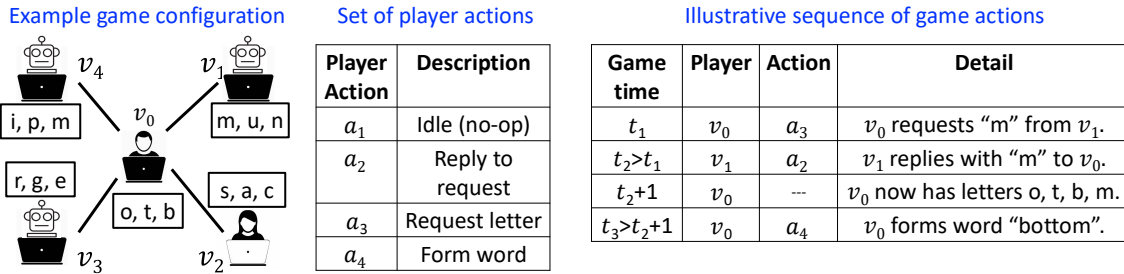 Example game configuration
v₄
v₁
i, p, m
v₀
m, u, n
r, g, e
s, a, c
o, t, b
v₃
v₂
Set of player actions
Player Action Description
a₁ Idle (no-op)
a₂ Reply to request
a₃ Request letter
a₄ Form word
Illustrative sequence of game actions
Game time Player Action Detail
t₁ v₀ a₃ v₀ requests “m” from v₁.
t₂>t₁ v₁ a₂ v₁ replies with “m” to v₀.
t₂+1 v₀ --- v₀ now has letters o, t, b, m.
t₃>t₂+1 v₀ a₄ v₀ forms word “bottom”.